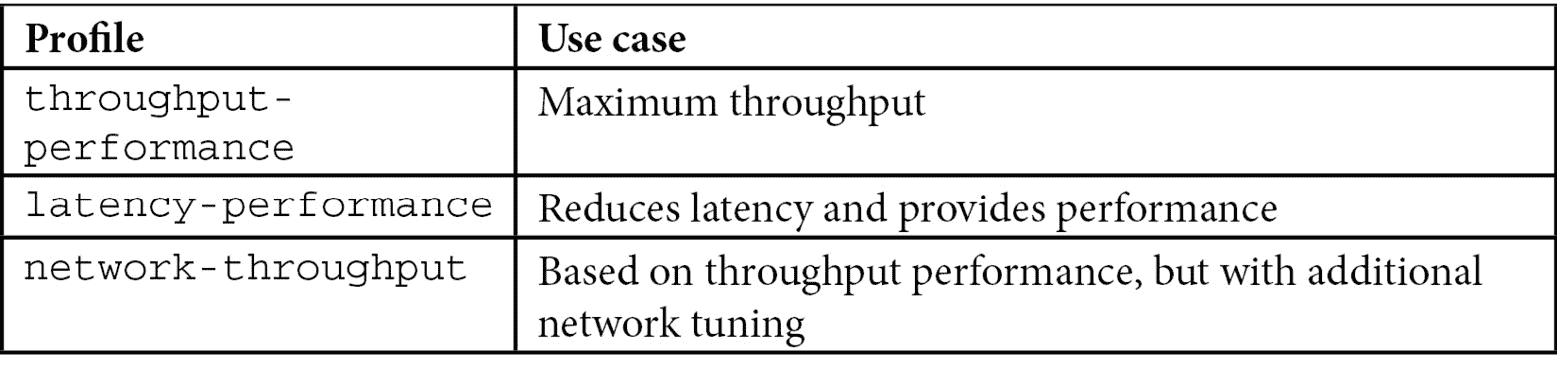 Profile
Use case
throughput-
performance
Maximum throughput
latency-performance
Reduces latency and provides performance
network-throughput
Based on throughput performance, but with additional
network tuning